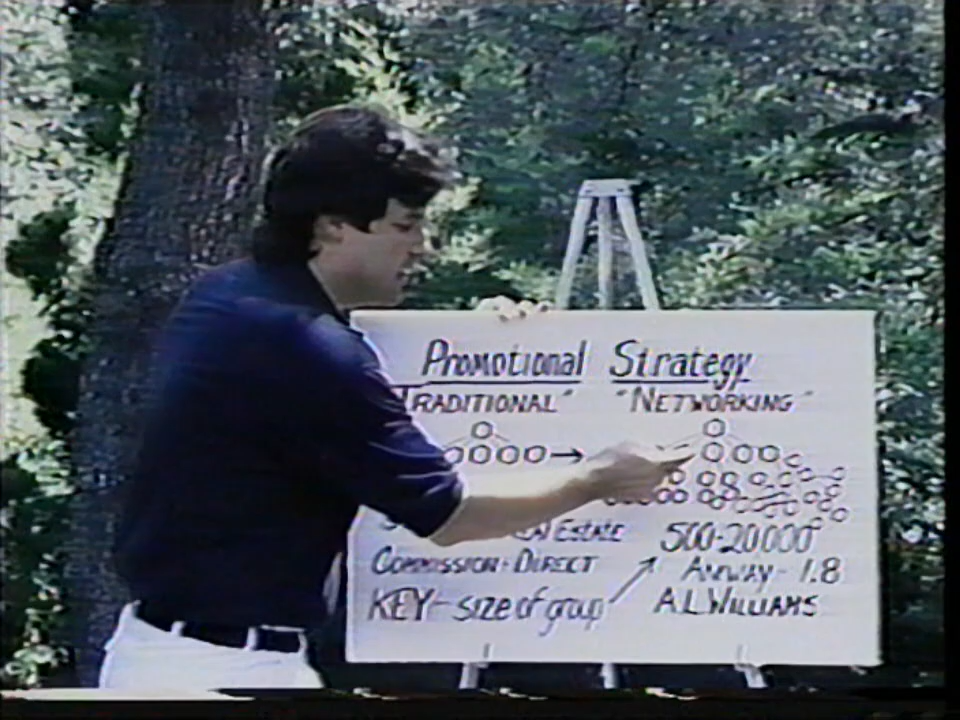 Promotional Strategy
TRADITIONAL" "NETWORKING"
ESTATE 500-20000
COMMISSION + DIRECT AMWAY - 1.8
KEY - size of group A L WILLIAMS